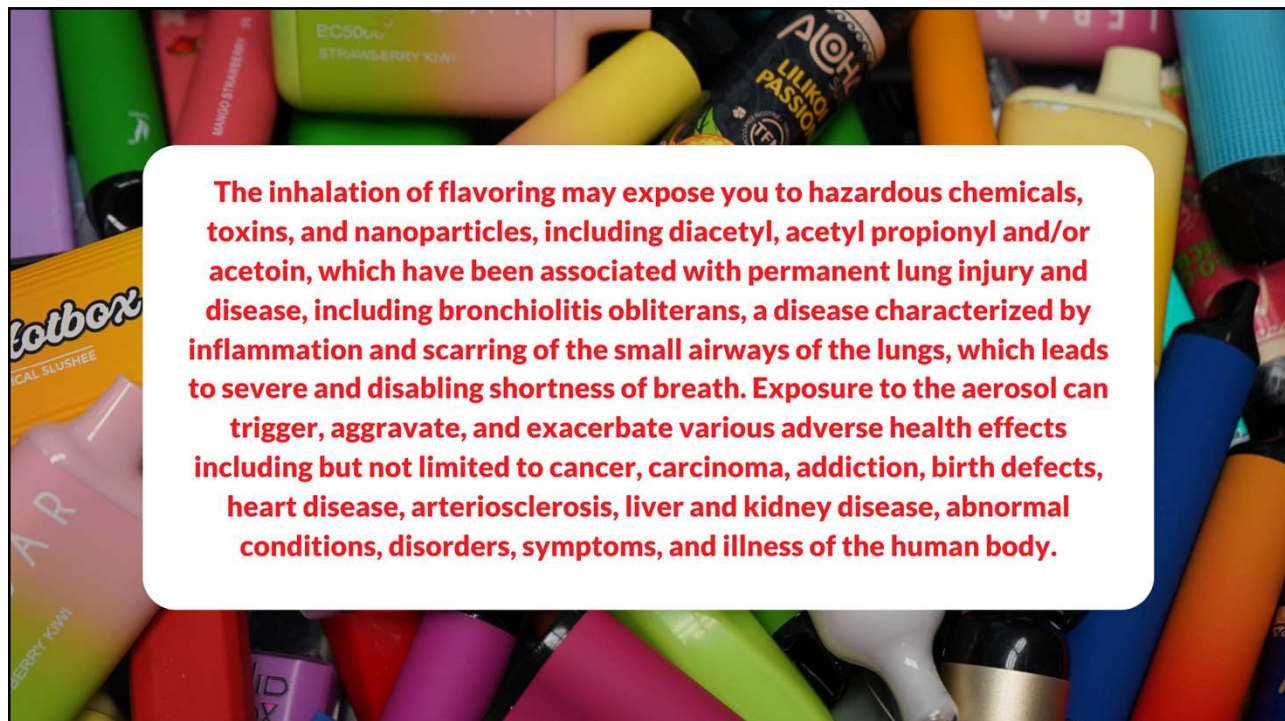 BC5000
STRAWBERRY KIWI
MANGO STRAWBERRY
ALOHA
LILIKOI
PASSION
TFN
The inhalation of flavoring may expose you to hazardous chemicals,
toxins, and nanoparticles, including diacetyl, acetyl propionyl and/or
acetoin, which have been associated with permanent lung injury and
disease, including bronchiolitis obliterans, a disease characterized by
inflammation and scarring of the small airways of the lungs, which leads
to severe and disabling shortness of breath. Exposure to the aerosol can
trigger, aggravate, and exacerbate various adverse health effects
including but not limited to cancer, carcinoma, addiction, birth defects,
heart disease, arteriosclerosis, liver and kidney disease, abnormal
conditions, disorders, symptoms, and illness of the human body.
otbox
ICAL SLUSHEE
AR
BERRY KIWI